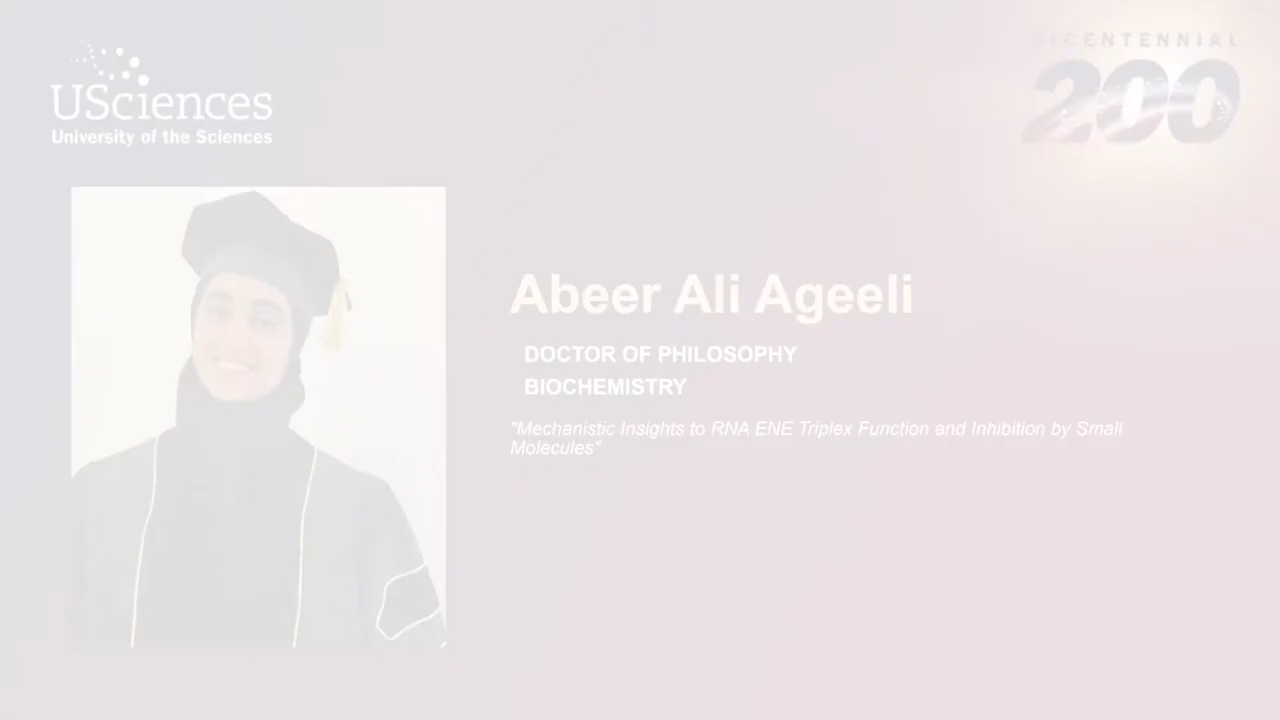 USciences
University of the Sciences
BICENTENNIAL
200
Abeer Ali Ageeli
DOCTOR OF PHILOSOPHY
BIOCHEMISTRY
"Mechanistic Insights to RNA ENE Triplex Function and Inhibition by Small
Molecules"